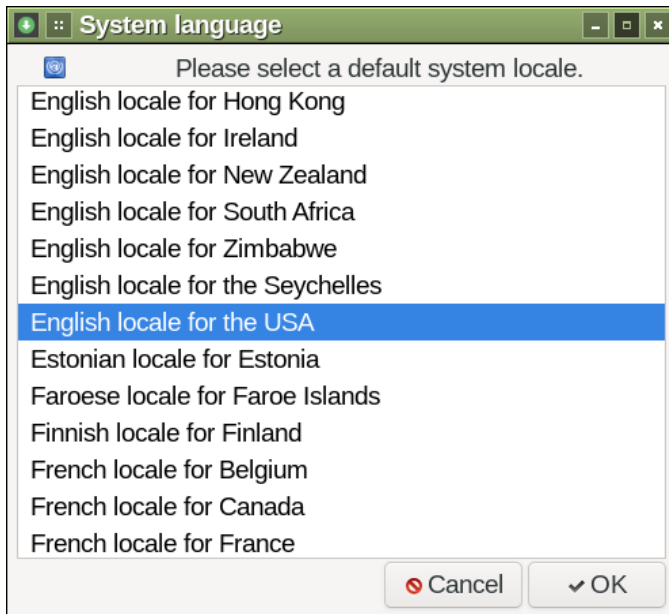 System language
Please select a default system locale.
English locale for Hong Kong
English locale for Ireland
English locale for New Zealand
English locale for South Africa
English locale for Zimbabwe
English locale for the Seychelles
English locale for the USA
Estonian locale for Estonia
Faroese locale for Faroe Islands
Finnish locale for Finland
French locale for Belgium
French locale for Canada
French locale for France
Cancel OK